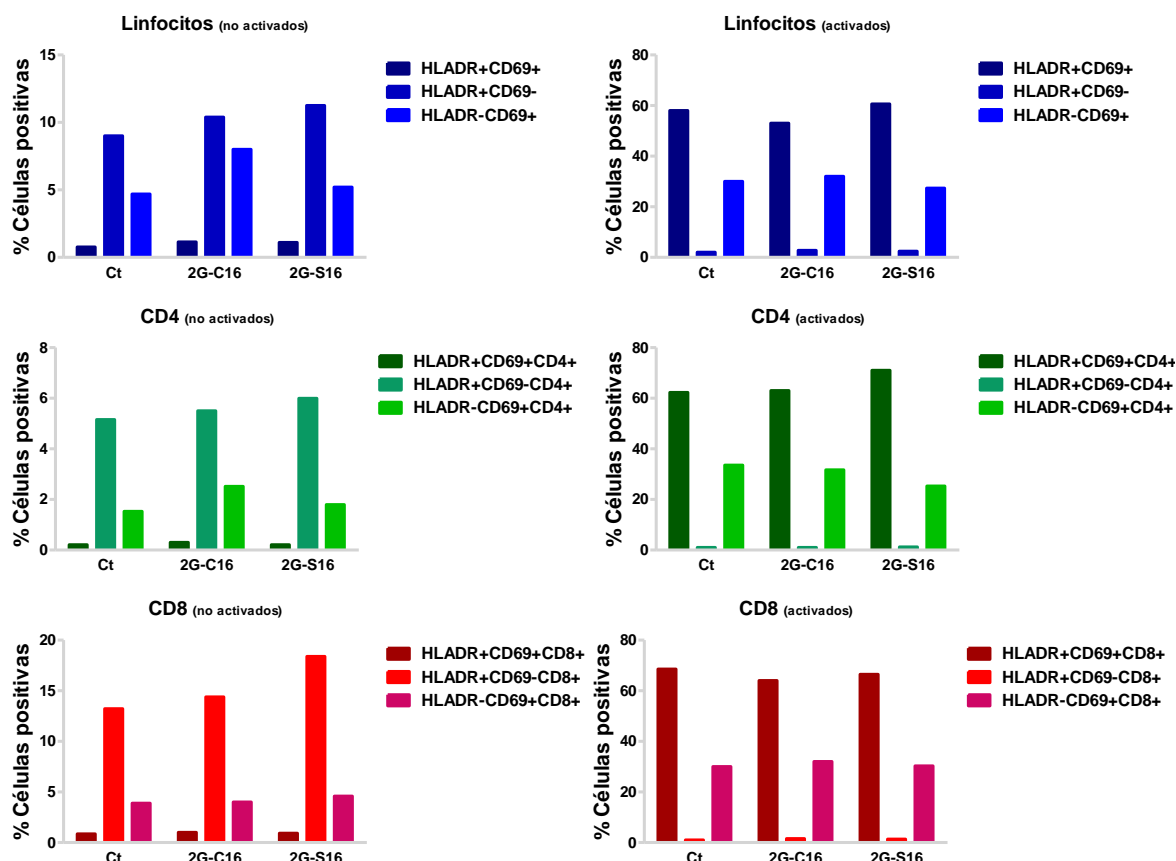 Linfocitos (no activados)
% Células positivas
15
10
5
0
Ct
2G-C16
2G-S16
HLADR+CD69+
HLADR+CD69-
HLADR-CD69+
Linfocitos (activados)
% Células positivas
80
60
40
20
0
Ct
2G-C16
2G-S16
HLADR+CD69+
HLADR+CD69-
HLADR-CD69+
CD4 (no activados)
% Células positivas
8
6
4
2
0
Ct
2G-C16
2G-S16
HLADR+CD69+CD4+
HLADR+CD69-CD4+
HLADR-CD69+CD4+
CD4 (activados)
% Células positivas
80
60
40
20
0
Ct
2G-C16
2G-S16
HLADR+CD69+CD4+
HLADR+CD69-CD4+
HLADR-CD69+CD4+
CD8 (no activados)
% Células positivas
20
15
10
5
0
Ct
2G-C16
2G-S16
HLADR+CD69+CD8+
HLADR+CD69-CD8+
HLADR-CD69+CD8+
CD8 (activados)
% Células positivas
80
60
40
20
0
Ct
2G-C16
2G-S16
HLADR+CD69+CD8+
HLADR+CD69-CD8+
HLADR-CD69+CD8+